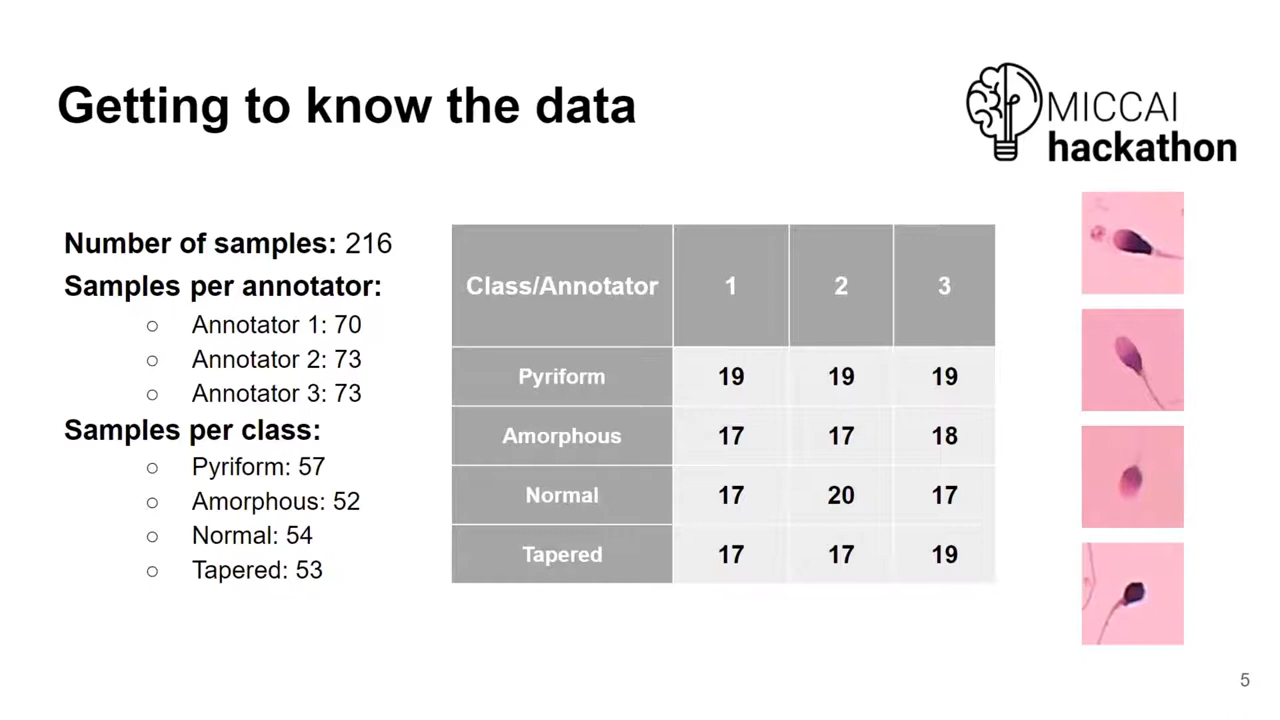 Getting to know the data
MICCAI
hackathon
Number of samples: 216
Samples per annotator:
○ Annotator 1: 70
○ Annotator 2: 73
○ Annotator 3: 73
Samples per class:
○ Pyriform: 57
○ Amorphous: 52
○ Normal: 54
○ Tapered: 53
Class/Annotator 1 2 3
Pyriform 19 19 19
Amorphous 17 17 18
Normal 17 20 17
Tapered 17 17 19
5